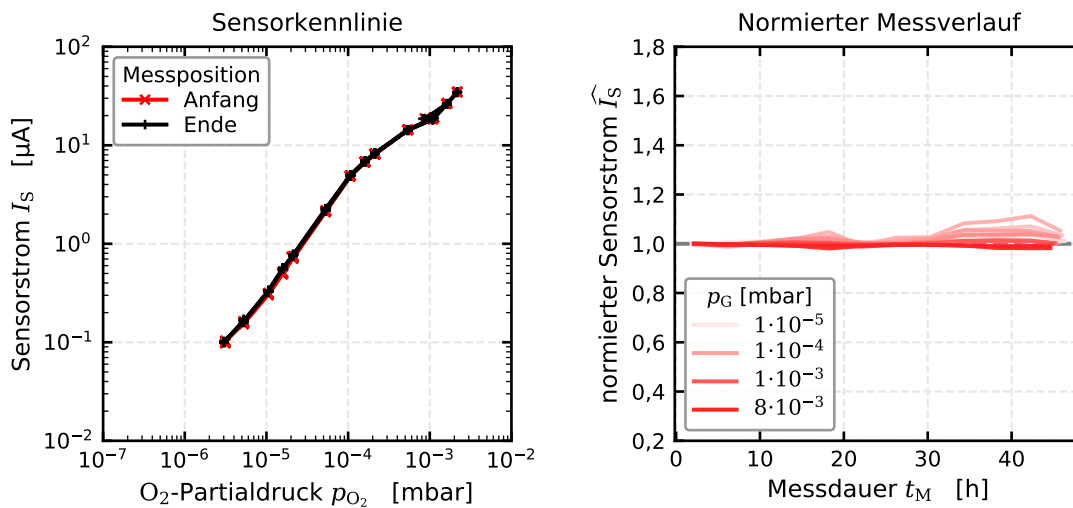 Sensorkennlinie
Sensorstrom I_S [µA]
10²
10¹
10⁰
10⁻¹
10⁻²
Messposition
Anfang
Ende
10⁻⁷ 10⁻⁶ 10⁻⁵ 10⁻⁴ 10⁻³ 10⁻²
O₂-Partialdruck p_O₂ [mbar]
Normierter Messverlauf
normierter Sensorstrom Î_S
1,8
1,6
1,4
1,2
1,0
0,8
0,6
0,4
0,2
p_G [mbar]
1·10⁻⁵
1·10⁻⁴
1·10⁻³
8·10⁻³
0 10 20 30 40
Messdauer t_M [h]